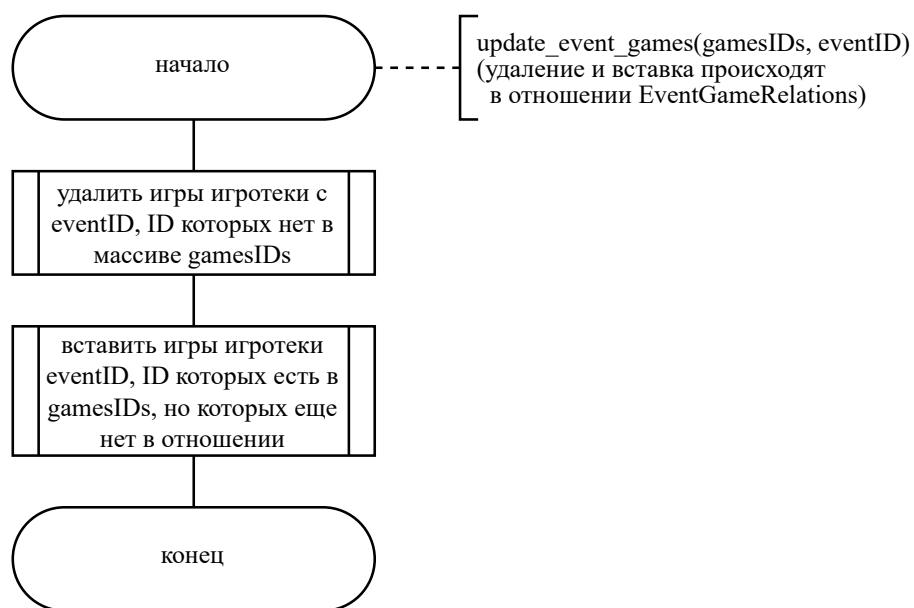 начало
update_event_games(gamesIDs, eventID)
(удаление и вставка происходят
в отношении EventGameRelations)
удалить игры игротеки с
eventID, ID которых нет в
массиве gamesIDs
вставить игры игротеки
eventID, ID которых есть в
gamesIDs, но которых еще
нет в отношении
конец